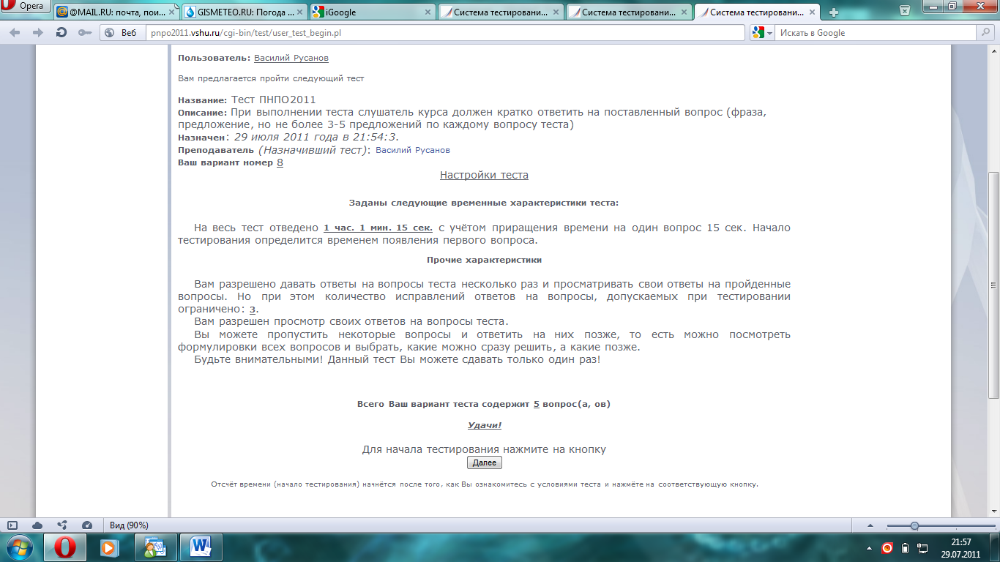 Opera
@MAIL.RU: почта, пои...
GISMETEO.RU: Погода ...
iGoogle
Система тестировани...
Система тестировани...
Система тестировани...
Веб
pnpo2011.vshu.ru/cgi-bin/test/user_test_begin.pl
Искать в Google
Пользователь: Василий Русанов
Вам предлагается пройти следующий тест
Название: Тест ПНПО2011
Описание: При выполнении теста слушатель курса должен кратко ответить на поставленный вопрос (фраза,
предложение, но не более 3-5 предложений по каждому вопросу теста)
Назначен: 29 июля 2011 года в 21:54:3.
Преподаватель (Назначивший тест): Василий Русанов
Ваш вариант номер 8
Настройки теста
Заданы следующие временные характеристики теста:
На весь тест отведено 1 час. 1 мин. 15 сек. с учётом приращения времени на один вопрос 15 сек. Начало
тестирования определится временем появления первого вопроса.
Прочие характеристики
Вам разрешено давать ответы на вопросы теста несколько раз и просматривать свои ответы на пройденные
вопросы. Но при этом количество исправлений ответов на вопросы, допускаемых при тестировании
ограничено: 3.
Вам разрешен просмотр своих ответов на вопросы теста.
Вы можете пропустить некоторые вопросы и ответить на них позже, то есть можно посмотреть
формулировки всех вопросов и выбрать, какие можно сразу решить, а какие позже.
Будьте внимательными! Данный тест Вы можете сдавать только один раз!
Всего Ваш вариант теста содержит 5 вопрос(а, ов)
Удачи!
Для начала тестирования нажмите на кнопку
Далее
Отсчёт времени (начало тестирования) начнётся после того, как Вы ознакомитесь с условиями теста и нажмёте на соответствующую кнопку.
Вид (90%)
21:57
29.07.2011